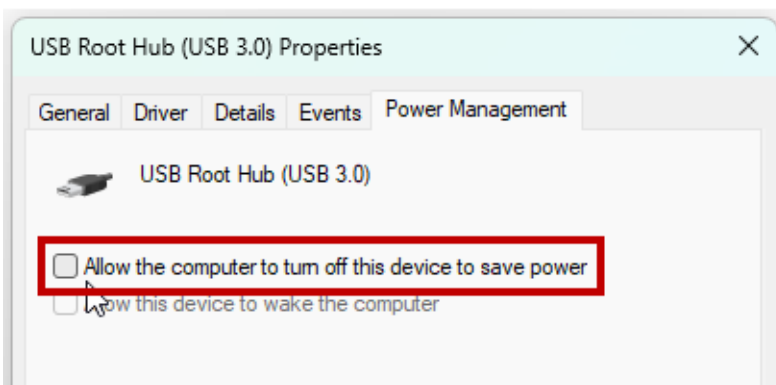 USB Root Hub (USB 3.0) Properties
General Driver Details Events Power Management
USB Root Hub (USB 3.0)
Allow the computer to turn off this device to save power
this device to wake the computer